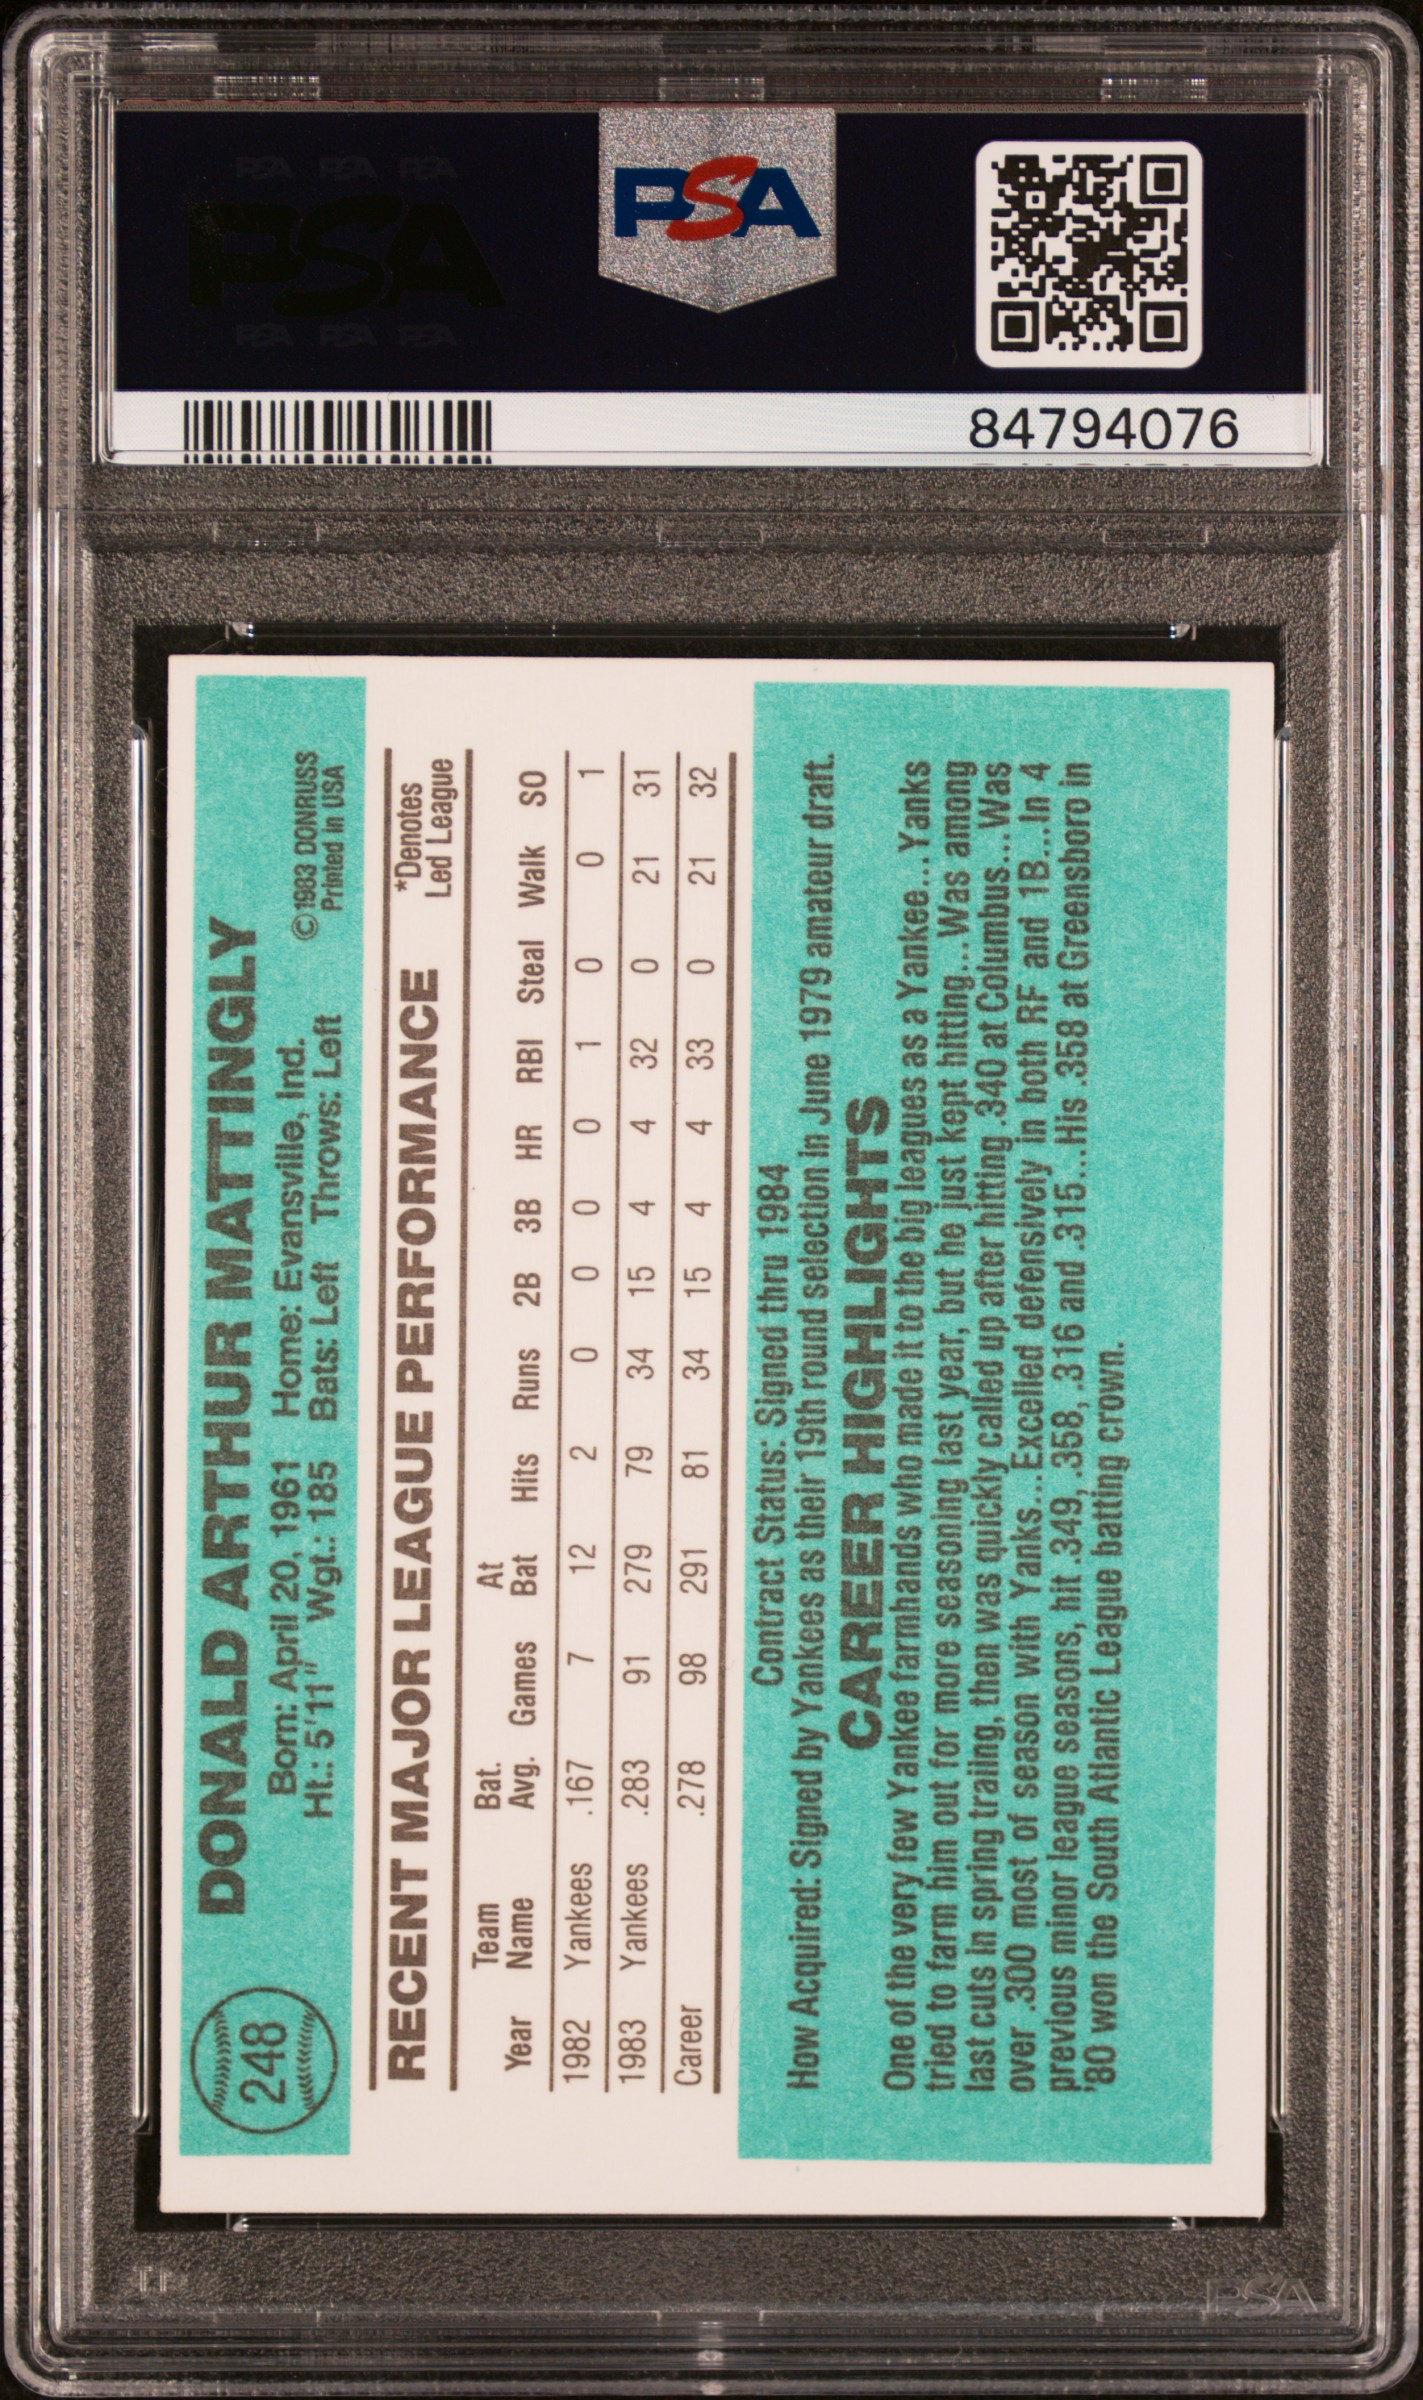 PSA PSA PSA
PSA
PSA PSA PSA
PSA
84794076
248
DONALD ARTHUR MATTINGLY
Born: April 20, 1961 Home: Evansville, Ind.
Ht.: 5'11" Wgt.: 185 Bats: Left Throws: Left
©1983 DONRUSS
Printed in USA
RECENT MAJOR LEAGUE PERFORMANCE
*Denotes
Led League
Team Bat. At
Year Name Avg. Games Bat Hits Runs 2B 3B HR RBI Steal Walk SO
1982 Yankees .167 7 12 2 0 0 0 0 1 0 0 1
1983 Yankees .283 91 279 79 34 15 4 4 32 0 21 31
Career .278 98 291 81 34 15 4 4 33 0 21 32
Contract Status: Signed thru 1984
How Acquired: Signed by Yankees as their 19th round selection in June 1979 amateur draft.
CAREER HIGHLIGHTS
One of the very few Yankee farmhands who made it to the big leagues as a Yankee...Yanks
tried to farm him out for more seasoning last year, but he just kept hitting...Was among
last cuts in spring trailng, then was quickly called up after hitting .340 at Columbus...Was
over .300 most of season with Yanks...Excelled defensively in both RF and 1B...In 4
previous minor league seasons, hit .349, .358, .316 and .315...His .358 at Greensboro in
'80 won the South Atlantic League batting crown.
PSA